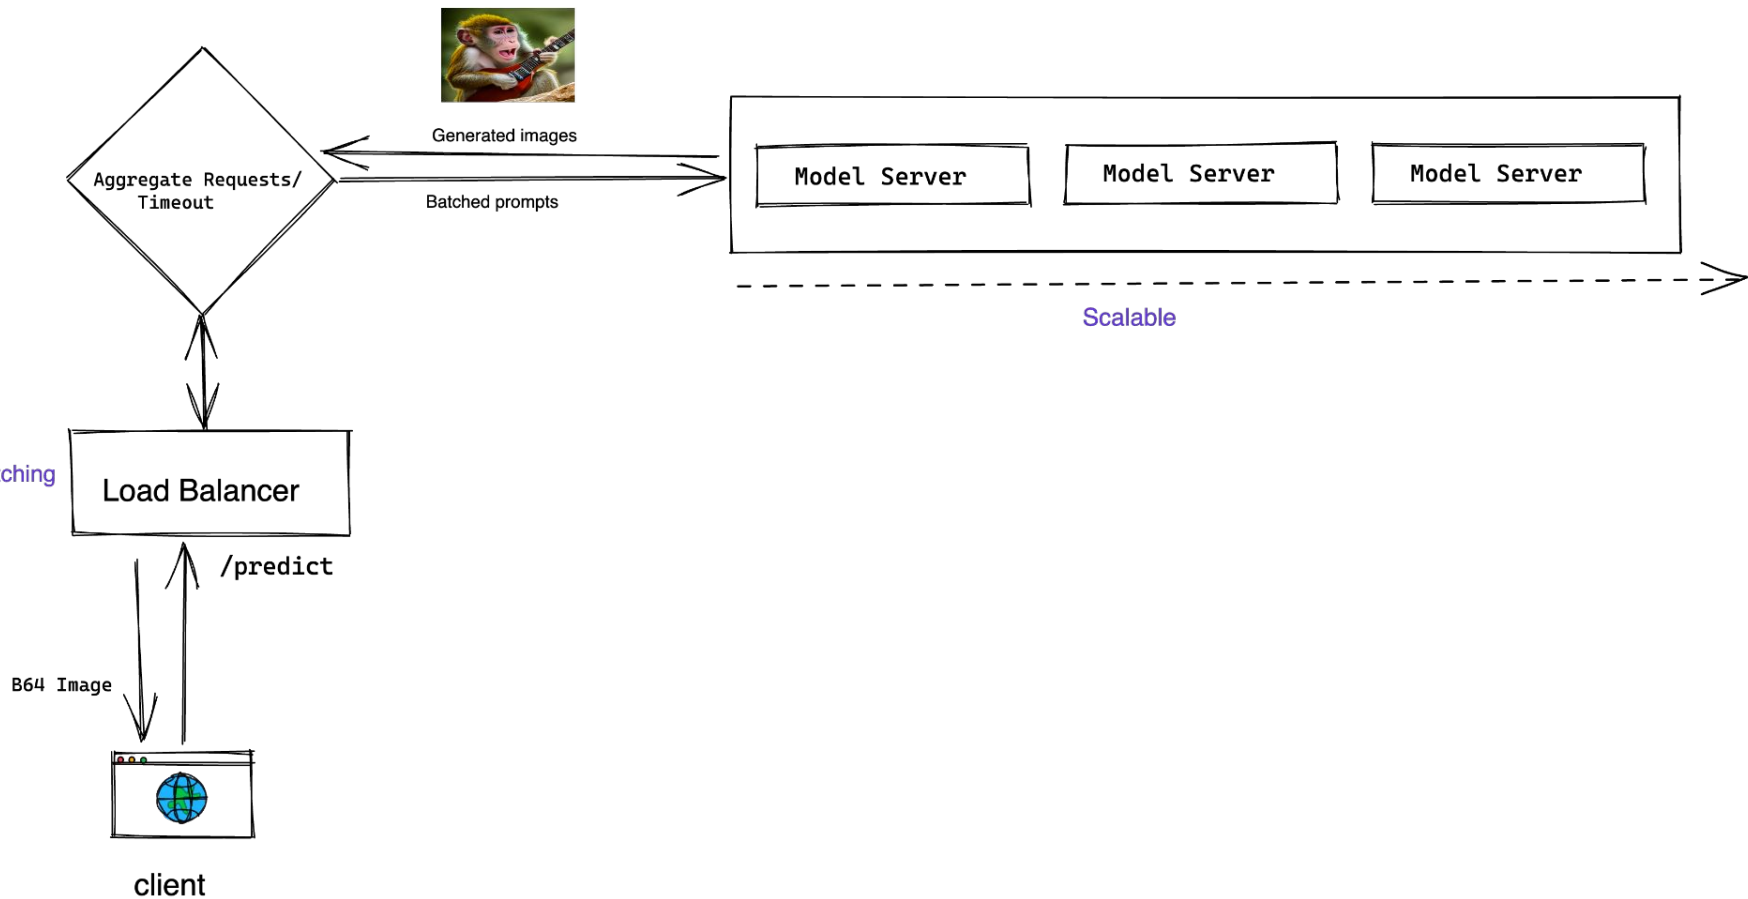 Generated images
Aggregate Requests/
Timeout
Batched prompts
Model Server
Model Server
Model Server
Scalable
Load Balancer
/predict
B64 Image
client